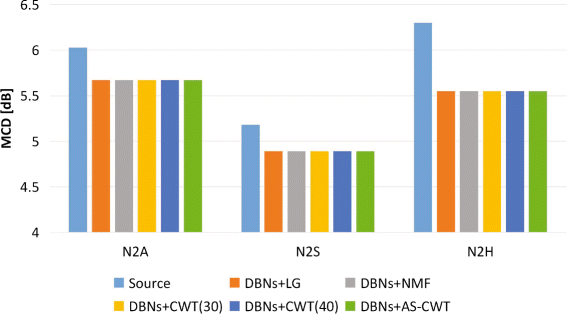 6.5
6
5.5
5
4.5
4
MCD [dB]
N2A N2S N2H
Source DBNs+LG DBNs+NMF
DBNs+CWT(30) DBNs+CWT(40) DBNs+AS-CWT